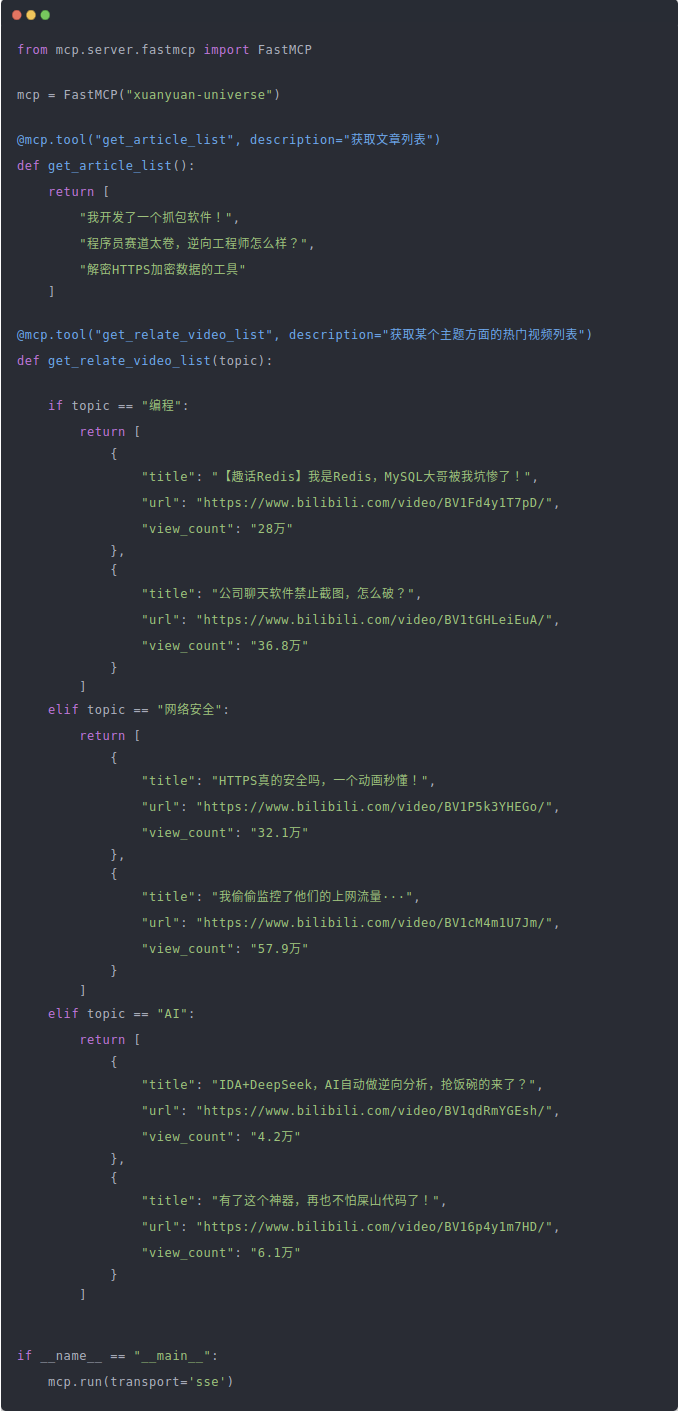 from mcp.server.fastmcp import FastMCP
mcp = FastMCP("xuanyuan-universe")
@mcp.tool("get_article_list", description="获取文章列表")
def get_article_list():
    return [
        "我开发了一个抓包软件！",
        "程序员赛道太卷，逆向工程师怎么样？",
        "解密HTTPS加密数据的工具"
    ]
@mcp.tool("get_relate_video_list", description="获取某个主题方面的热门视频列表")
def get_relate_video_list(topic):
    if topic == "编程":
        return [
            {
                "title": "【趣话Redis】我是Redis，MySQL大哥被我坑惨了！",
                "url": "https://www.bilibili.com/video/BV1Fd4y1T7pD/",
                "view_count": "28万"
            },
            {
                "title": "公司聊天软件禁止截图，怎么破？",
                "url": "https://www.bilibili.com/video/BV1tGHLeiEuA/",
                "view_count": "36.8万"
            }
        ]
    elif topic == "网络安全":
        return [
            {
                "title": "HTTPS真的安全吗，一个动画秒懂！",
                "url": "https://www.bilibili.com/video/BV1P5k3YHEGo/",
                "view_count": "32.1万"
            },
            {
                "title": "我偷偷监控了他们的上网流量···",
                "url": "https://www.bilibili.com/video/BV1cM4m1U7Jm/",
                "view_count": "57.9万"
            }
        ]
    elif topic == "AI":
        return [
            {
                "title": "IDA+DeepSeek，AI自动做逆向分析，抢饭碗的来了？",
                "url": "https://www.bilibili.com/video/BV1qdRmYGEsh/",
                "view_count": "4.2万"
            },
            {
                "title": "有了这个神器，再也不怕屎山代码了！",
                "url": "https://www.bilibili.com/video/BV16p4y1m7HD/",
                "view_count": "6.1万"
            }
        ]
if __name__ == "__main__":
    mcp.run(transport='sse')